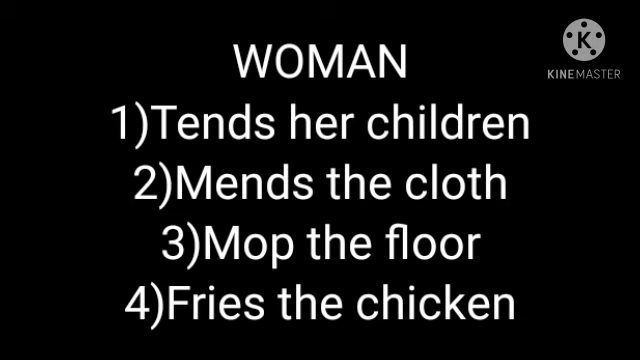 WOMAN
KINEMASTER
1)Tends her children
2)Mends the cloth
3)Mop the floor
4)Fries the chicken